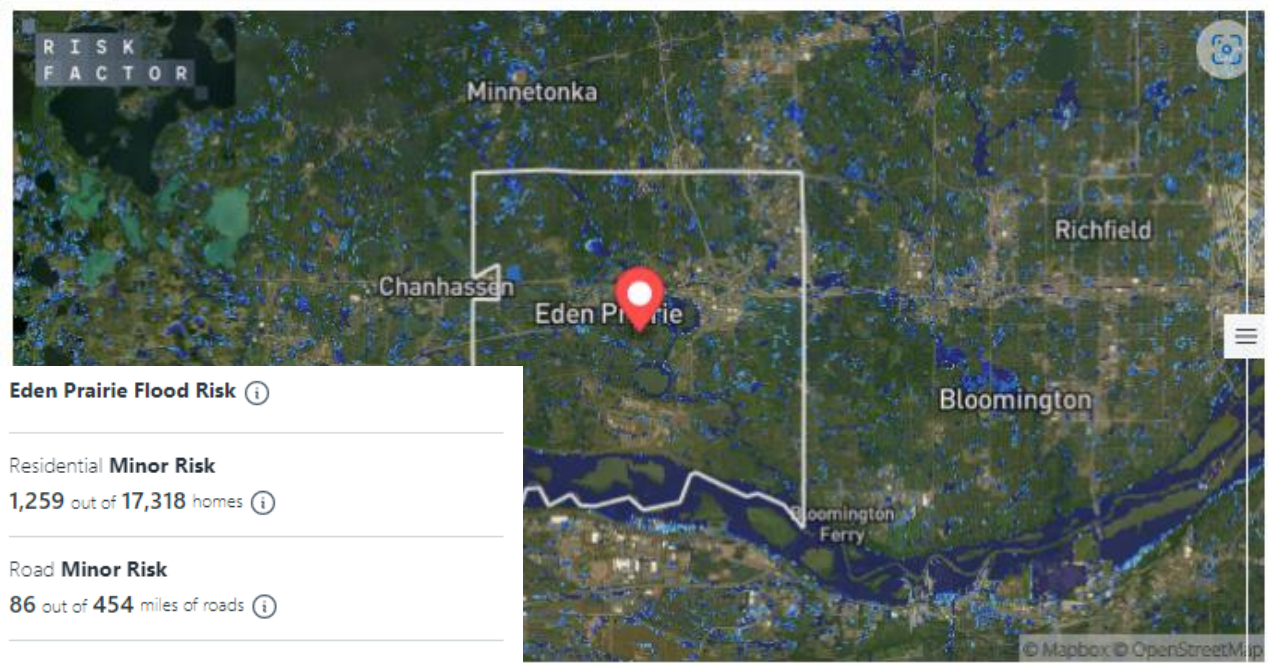 RISK
FACTOR
Minnetonka
Richfield
Chanhassen
Eden Prairie
Bloomington
Bloomington
Ferry
Eden Prairie Flood Risk
Residential Minor Risk
1,259 out of 17,318 homes
Road Minor Risk
86 out of 454 miles of roads
© Mapbox © OpenStreetMap